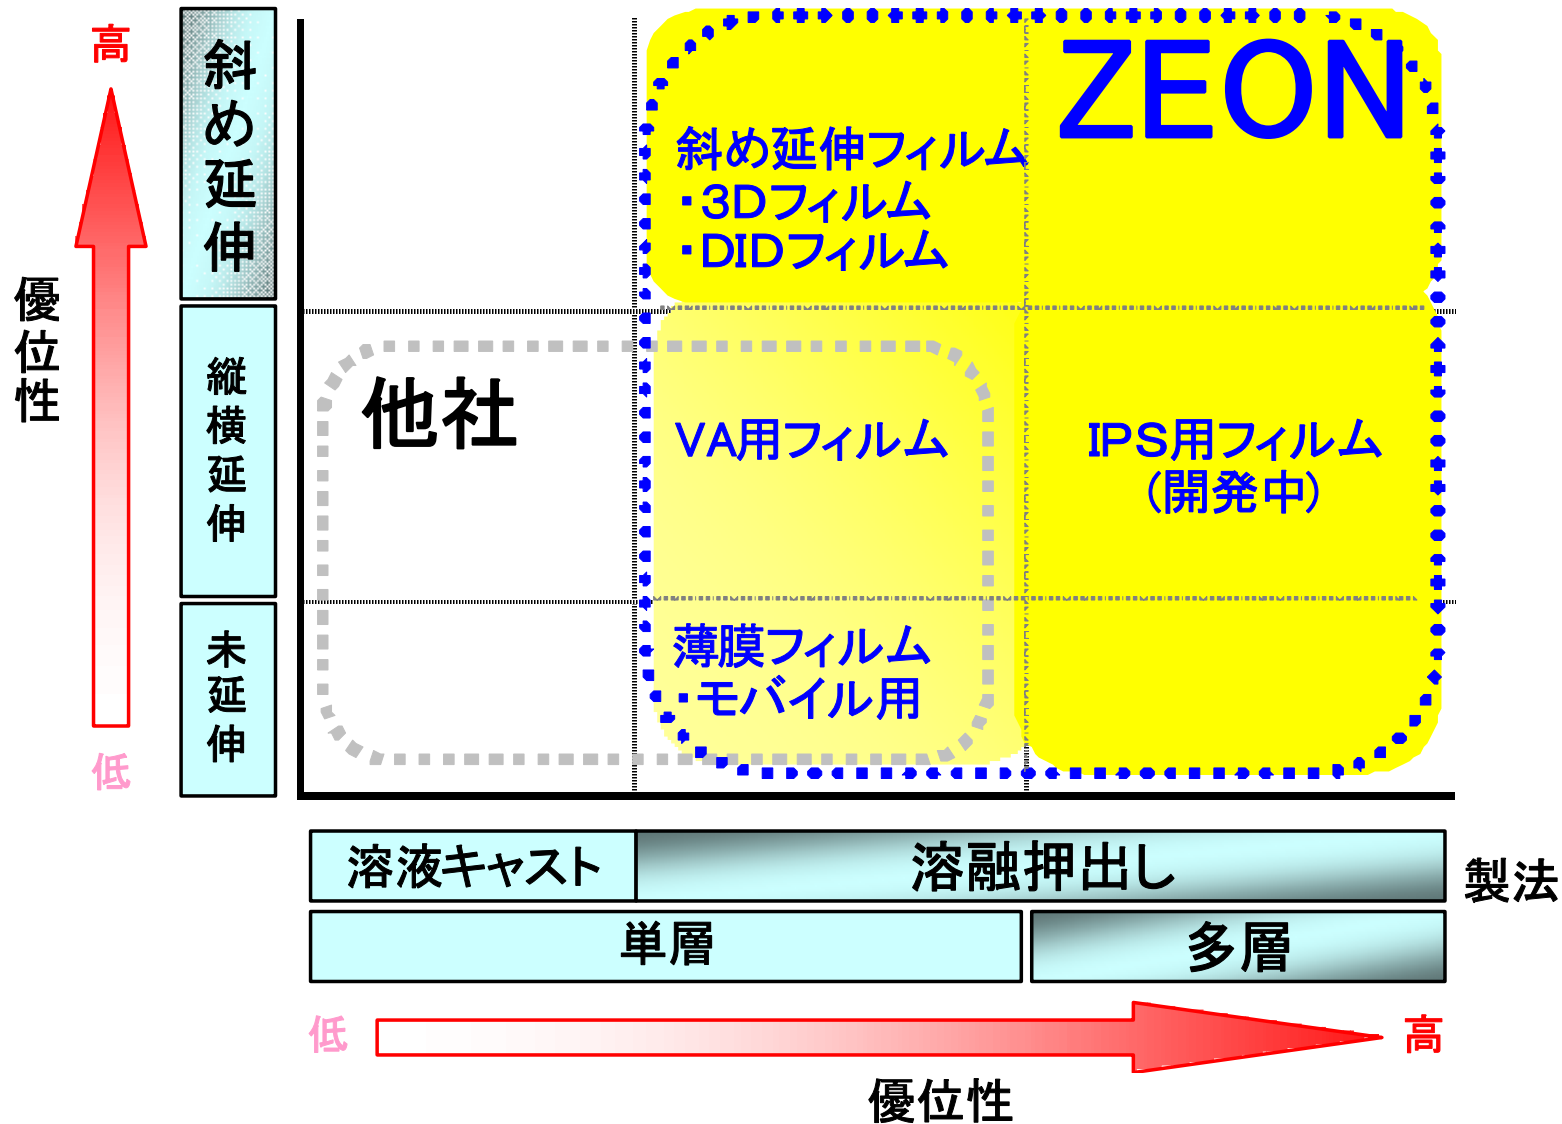 高
優位性
低
斜め延伸
縦横延伸
未延伸
ZEON
斜め延伸フィルム
・3Dフィルム
・DIDフィルム
他社
VA用フィルム
IPS用フィルム
(開発中)
薄膜フィルム
・モバイル用
溶液キャスト
溶融押出し
製法
単層
多層
低
高
優位性